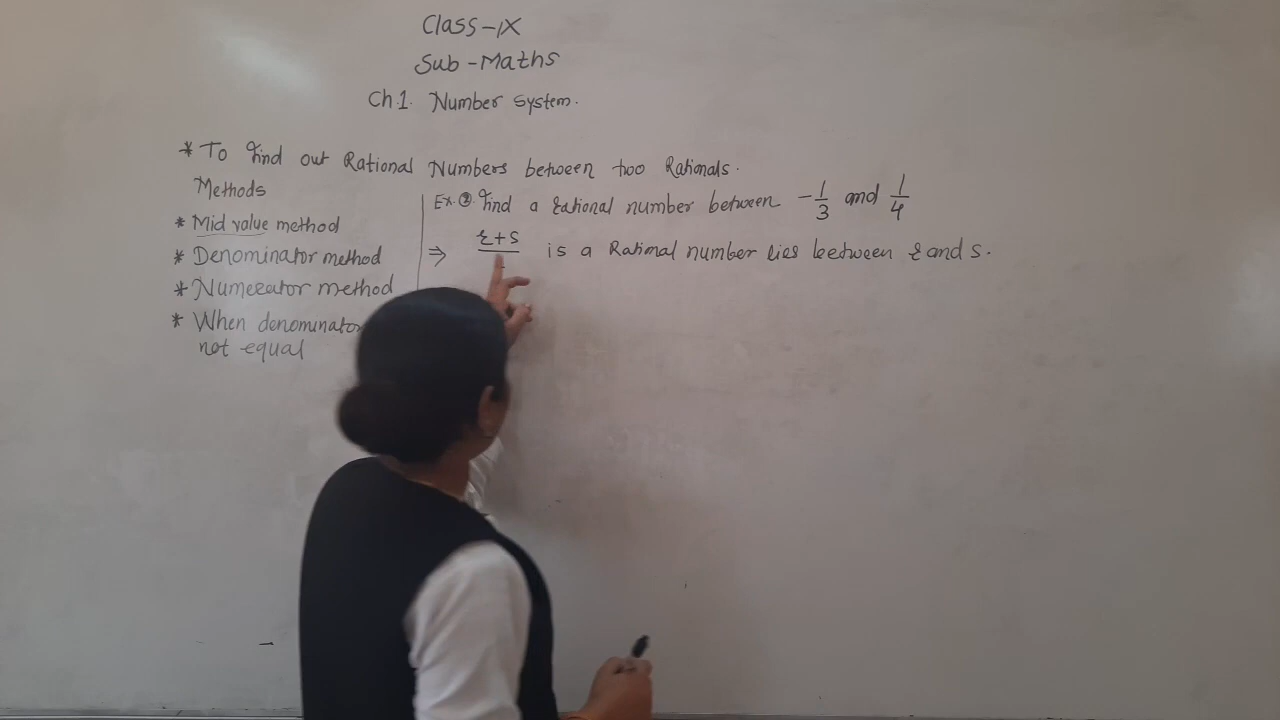 Class-IX
Sub-Maths
Ch.1. Number system.
* To find out Rational Numbers between two Rationals.
Methods
* Mid value method
* Denominator method
* Numerator method
* When denominator
not equal
Ex. find a rational number between -1/3 and 1/4
⇒ r+s/ is a Rational number lies between r and s.